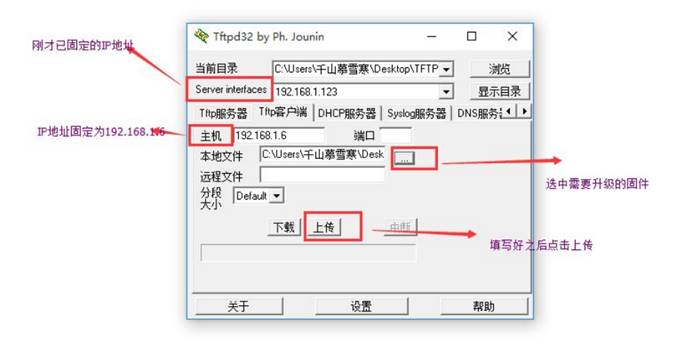 刚才已固定的IP地址
Tftpd32 by Ph. Jounin
当前目录 C:\Users\千山慕雪寒\Desktop\TFTP 浏览
Server interfaces 192.168.1.123 显示目录
Tftp服务器 Tftp客户端 DHCP服务器 Syslog服务器 DNS服务
IP地址固定为192.168.1.6
主机 192.168.1.6 端口
本地文件 C:\Users\千山慕雪寒\Desk ...
远程文件
选中需要升级的固件
分段大小 Default
下载 上传 中断
填写好之后点击上传
关于 设置 帮助